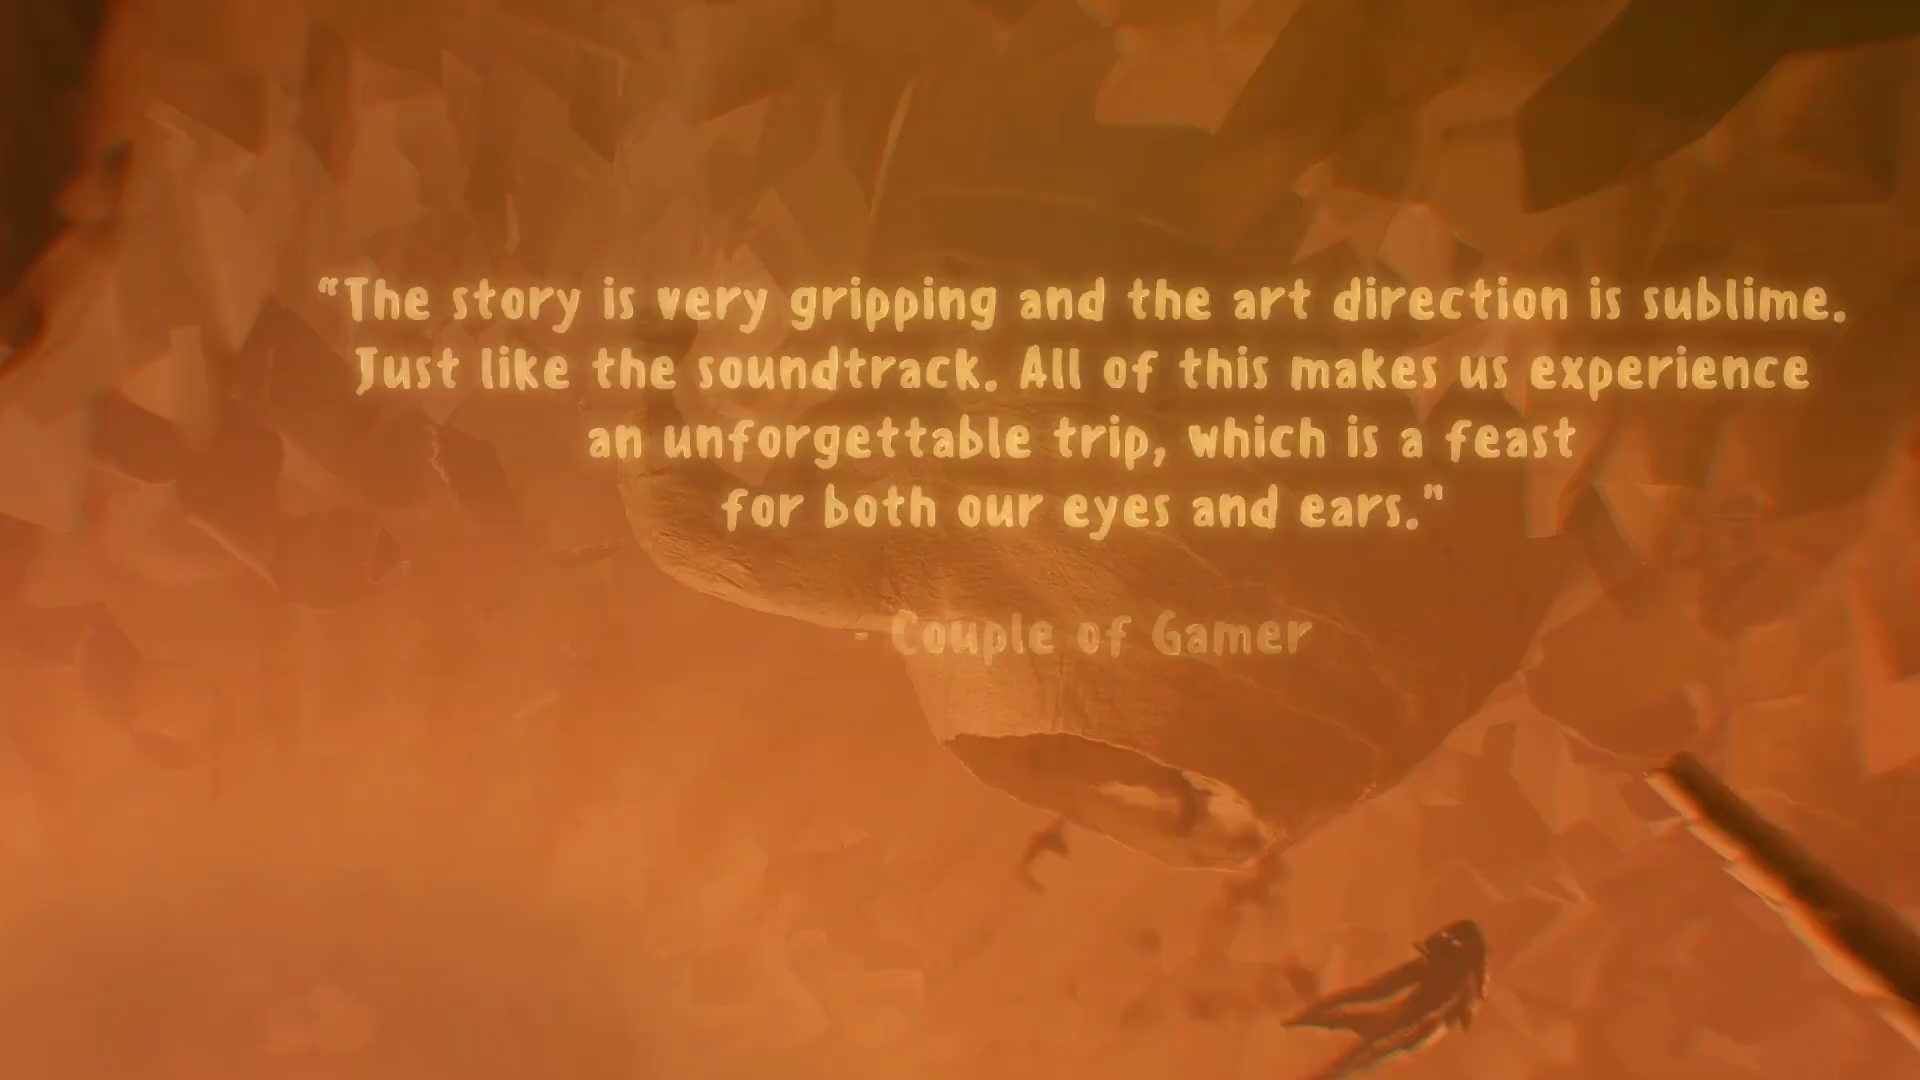 “The story is very gripping and the art direction is sublime.
Just like the soundtrack. All of this makes us experience
an unforgettable trip, which is a feast
for both our eyes and ears.”
- Couple of Gamer